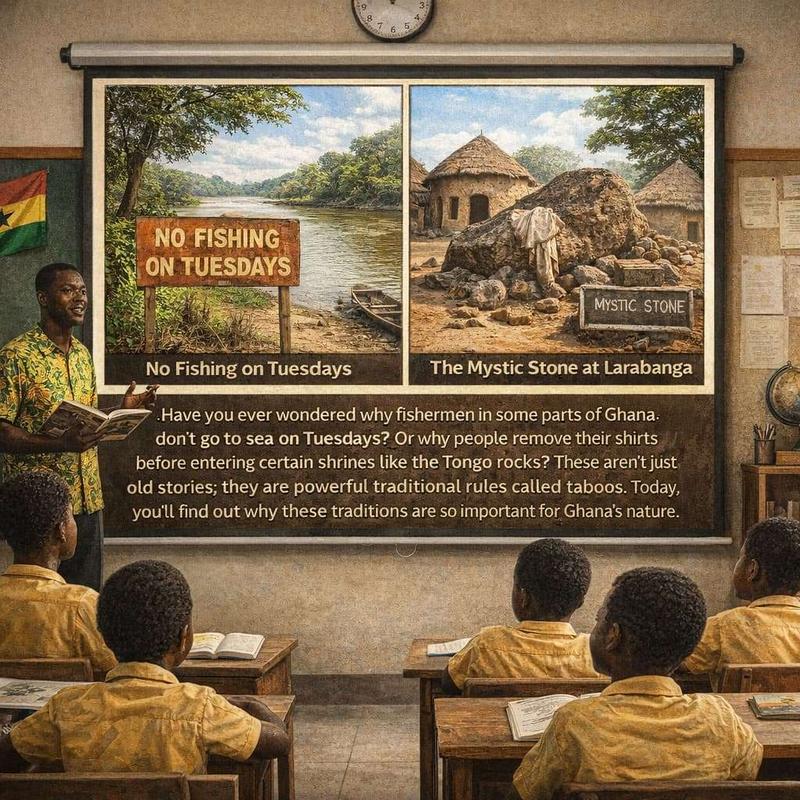 NO FISHING
ON TUESDAYS
MYSTIC STONE
No Fishing on Tuesdays
The Mystic Stone at Larabanga
.Have you ever wondered why fishermen in some parts of Ghana.
don't go to sea on Tuesdays? Or why people remove their shirts
before entering certain shrines like the Tongo rocks? These aren't just
old stories; they are powerful traditional rules called taboos. Today,
you'll find out why these traditions are so important for Ghana's nature.